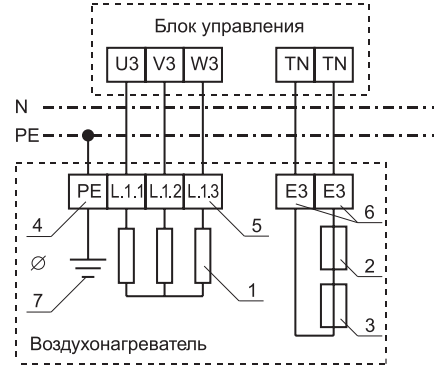 Блок управления
U3 V3 W3 TN TN
N
PE
PE L.1.1 L.1.2 L.1.3 E3 E3
4 5 6
2
7 1
3
Воздухонагреватель